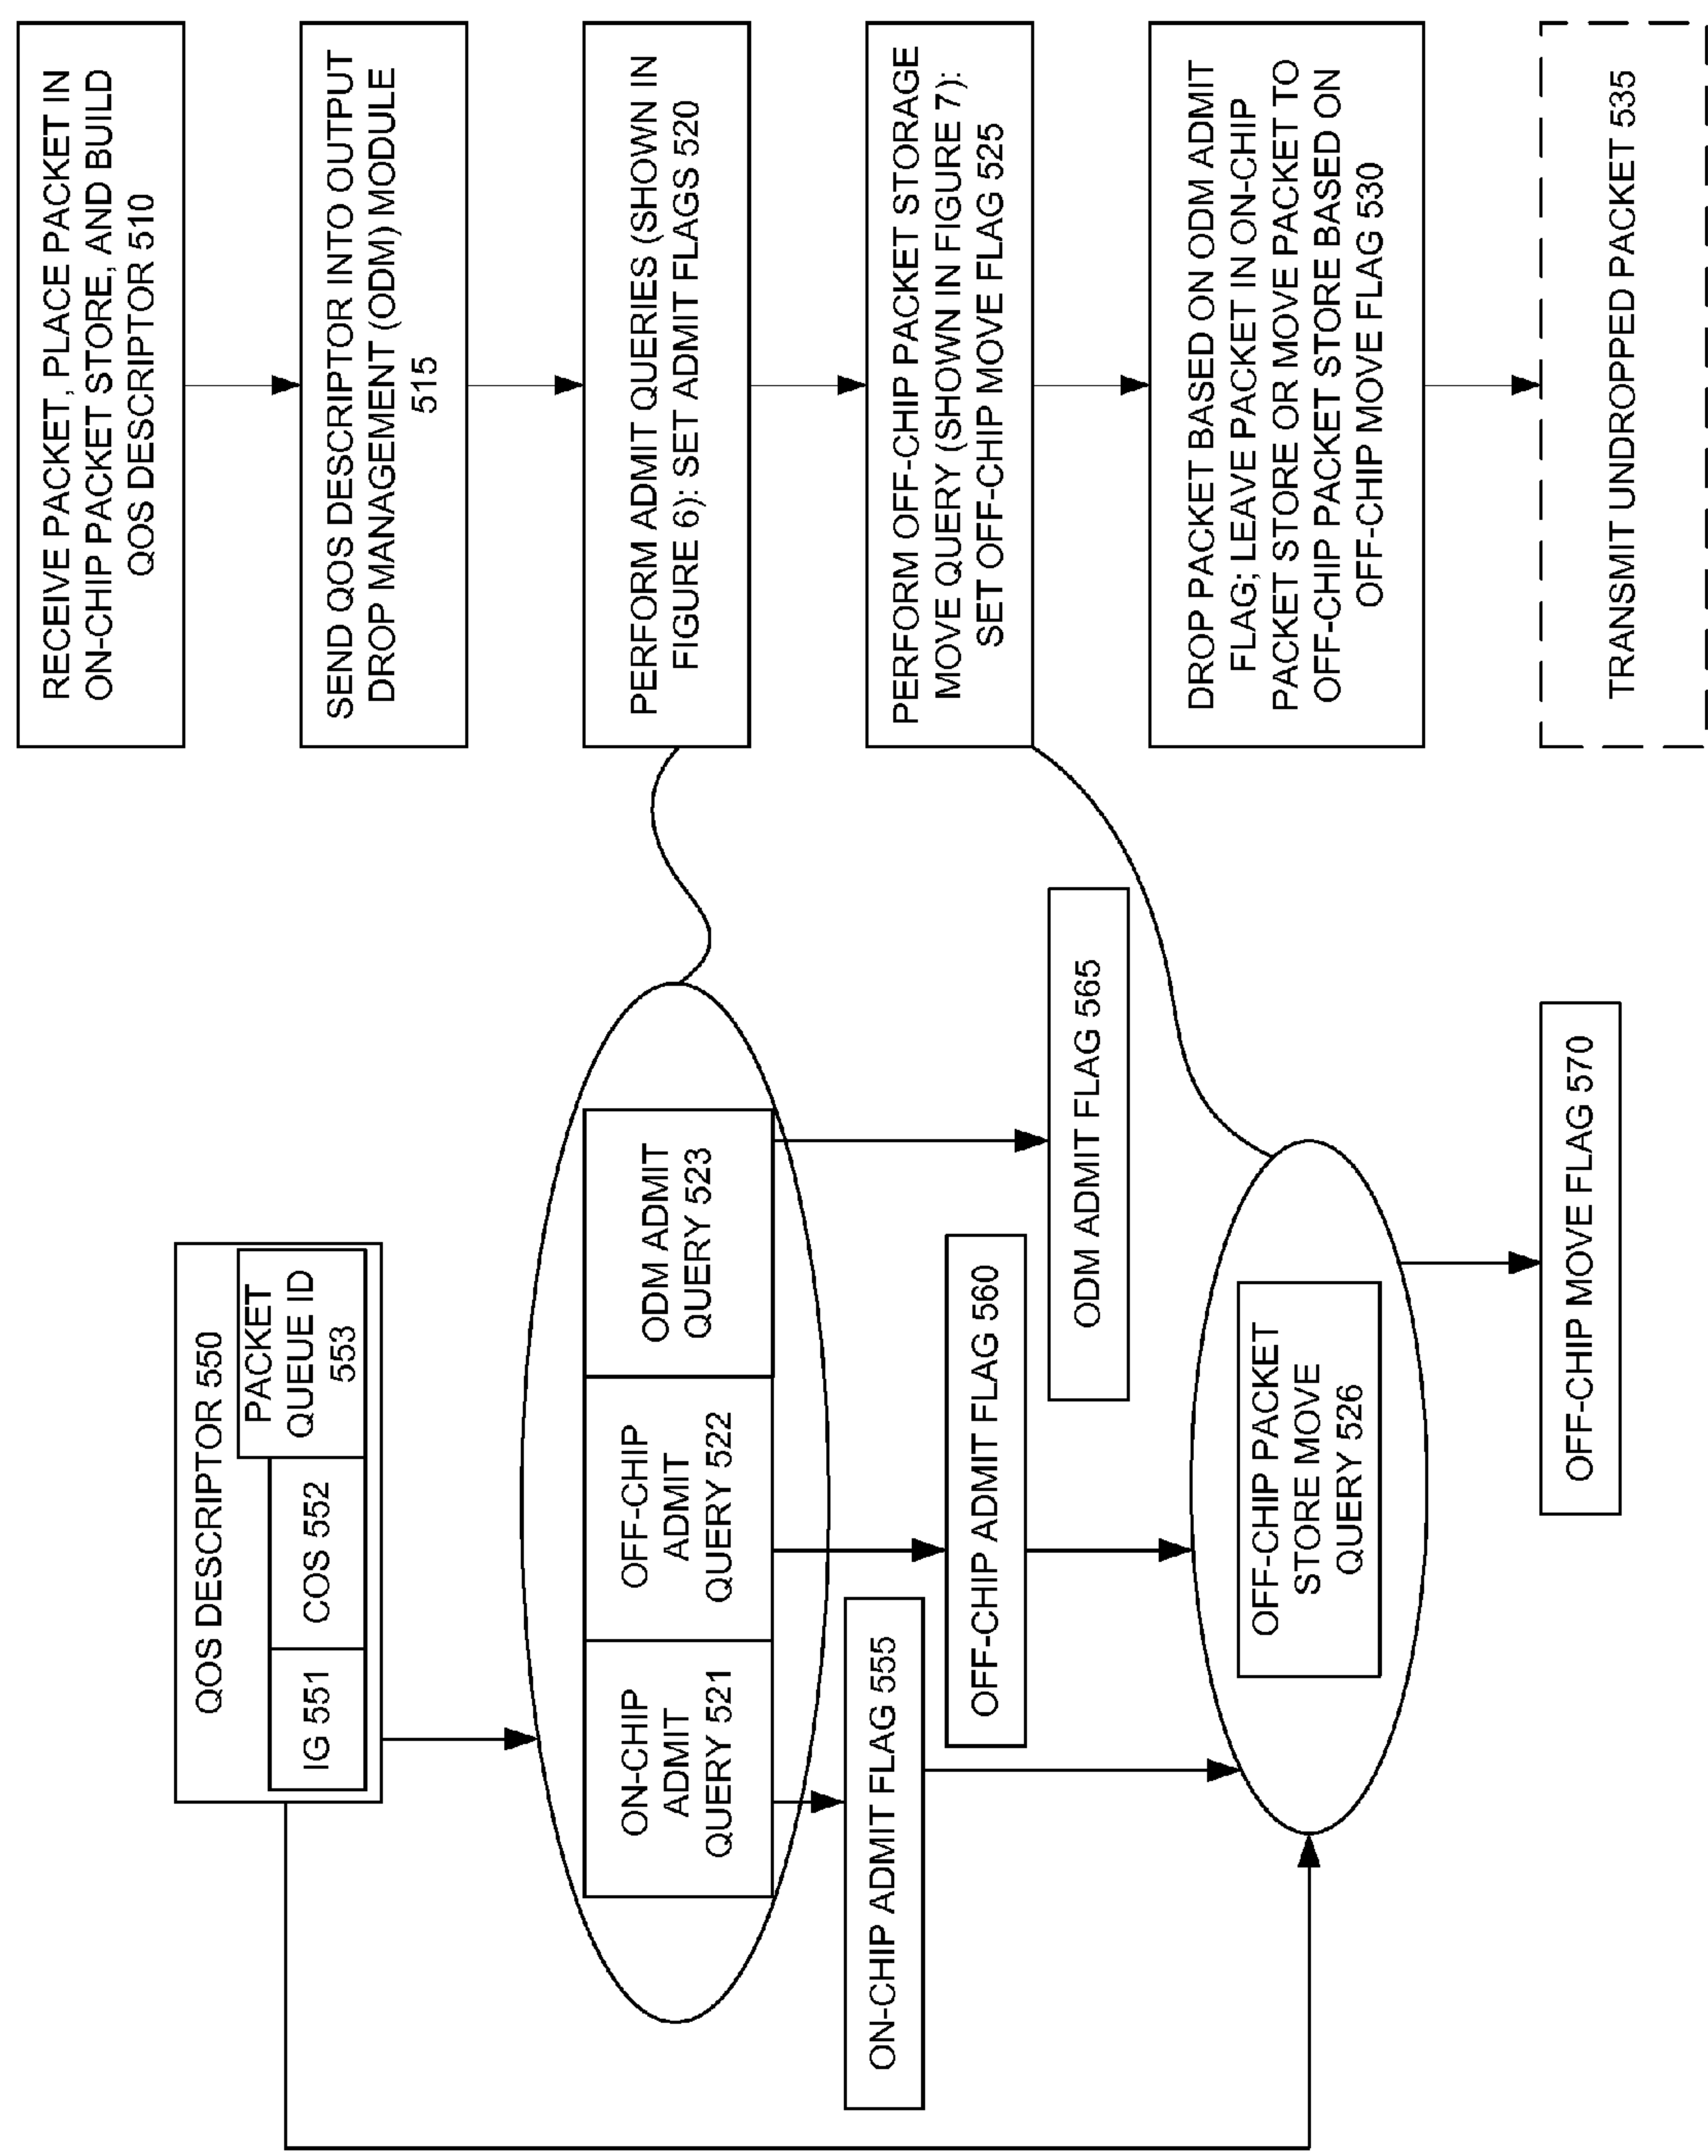 RECEIVE PACKET, PLACE PACKET IN
ON-CHIP PACKET STORE, AND BUILD
QOS DESCRIPTOR 510
SEND QOS DESCRIPTOR INTO OUTPUT
DROP MANAGEMENT (ODM) MODULE
515
PERFORM ADMIT QUERIES (SHOWN IN
FIGURE 6): SET ADMIT FLAGS 520
PERFORM OFF-CHIP PACKET STORAGE
MOVE QUERY (SHOWN IN FIGURE 7):
SET OFF-CHIP MOVE FLAG 525
DROP PACKET BASED ON ODM ADMIT
FLAG; LEAVE PACKET IN ON-CHIP
PACKET STORE OR MOVE PACKET TO
OFF-CHIP PACKET STORE BASED ON
OFF-CHIP MOVE FLAG 530
TRANSMIT UNDROPPED PACKET 535
QOS DESCRIPTOR 550
IG 551
COS 552
PACKET
QUEUE ID
553
ON-CHIP
ADMIT
QUERY 521
OFF-CHIP
ADMIT
QUERY 522
ODM ADMIT
QUERY 523
ON-CHIP ADMIT FLAG 555
OFF-CHIP ADMIT FLAG 560
ODM ADMIT FLAG 565
OFF-CHIP PACKET
STORE MOVE
QUERY 526
OFF-CHIP MOVE FLAG 570